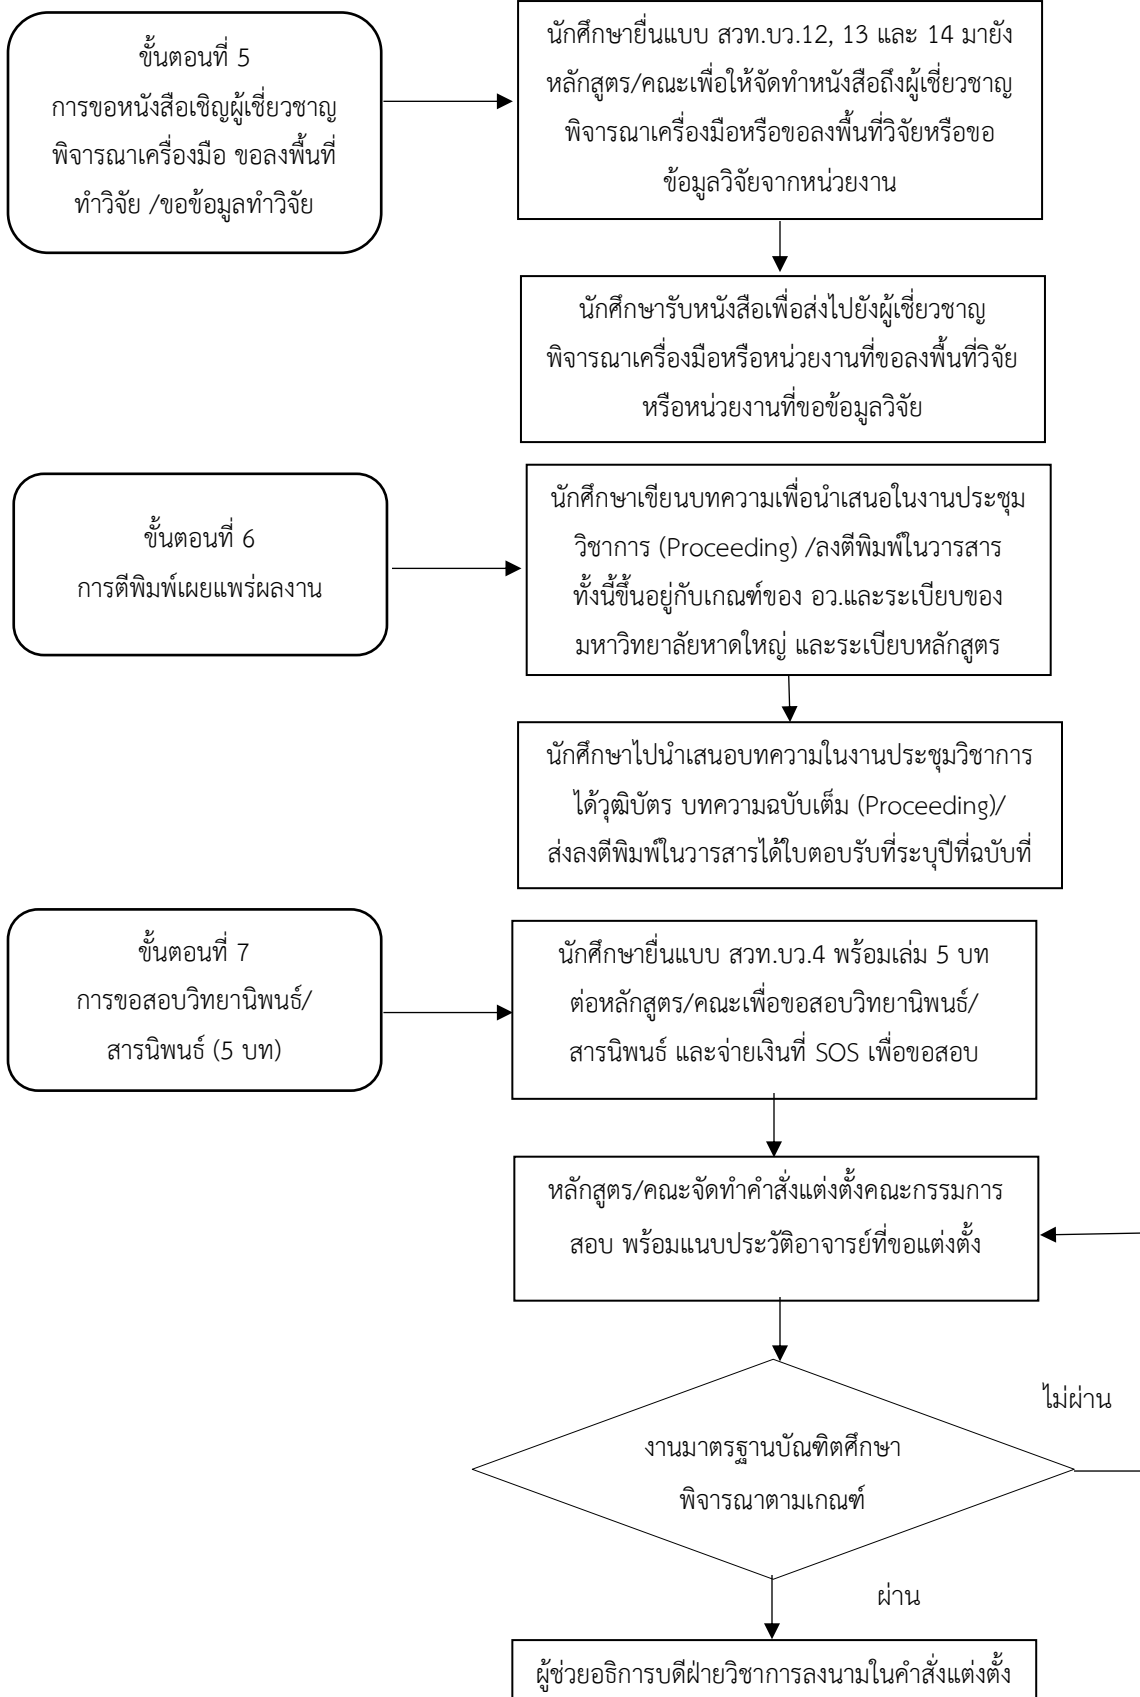 ขั้นตอนที่ 5
การขอหนังสือเชิญผู้เชี่ยวชาญ
พิจารณาเครื่องมือ ขอลงพื้นที่
ทำวิจัย /ขอข้อมูลทำวิจัย
นักศึกษายื่นแบบ สวท.บว.12, 13 และ 14 มายัง
หลักสูตร/คณะเพื่อให้จัดทำหนังสือถึงผู้เชี่ยวชาญ
พิจารณาเครื่องมือหรือขอลงพื้นที่วิจัยหรือขอ
ข้อมูลวิจัยจากหน่วยงาน
นักศึกษารับหนังสือเพื่อส่งไปยังผู้เชี่ยวชาญ
พิจารณาเครื่องมือหรือหน่วยงานที่ขอลงพื้นที่วิจัย
หรือหน่วยงานที่ขอข้อมูลวิจัย
ขั้นตอนที่ 6
การตีพิมพ์เผยแพร่ผลงาน
นักศึกษาเขียนบทความเพื่อนำเสนอในงานประชุม
วิชาการ (Proceeding) /ลงตีพิมพ์ในวารสาร
ทั้งนี้ขึ้นอยู่กับเกณฑ์ของ อว.และระเบียบของ
มหาวิทยาลัยหาดใหญ่ และระเบียบหลักสูตร
นักศึกษาไปนำเสนอบทความในงานประชุมวิชาการ
ได้วุฒิบัตร บทความฉบับเต็ม (Proceeding)/
ส่งลงตีพิมพ์ในวารสารได้ใบตอบรับที่ระบุปีที่ฉบับที่
ขั้นตอนที่ 7
การขอสอบวิทยานิพนธ์/
สารนิพนธ์ (5 บท)
นักศึกษายื่นแบบ สวท.บว.4 พร้อมเล่ม 5 บท
ต่อหลักสูตร/คณะเพื่อขอสอบวิทยานิพนธ์/
สารนิพนธ์ และจ่ายเงินที่ SOS เพื่อขอสอบ
หลักสูตร/คณะจัดทำคำสั่งแต่งตั้งคณะกรรมการ
สอบ พร้อมแนบประวัติอาจารย์ที่ขอแต่งตั้ง
ไม่ผ่าน
งานมาตรฐานบัณฑิตศึกษา
พิจารณาตามเกณฑ์
ผ่าน
ผู้ช่วยอธิการบดีฝ่ายวิชาการลงนามในคำสั่งแต่งตั้ง